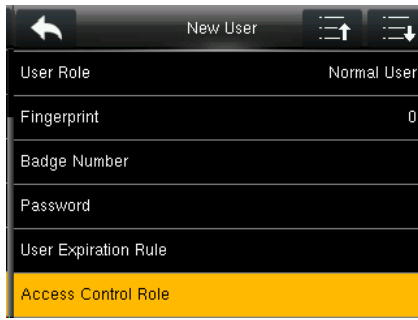 New User
User Role Normal User
Fingerprint 0
Badge Number
Password
User Expiration Rule
Access Control Role